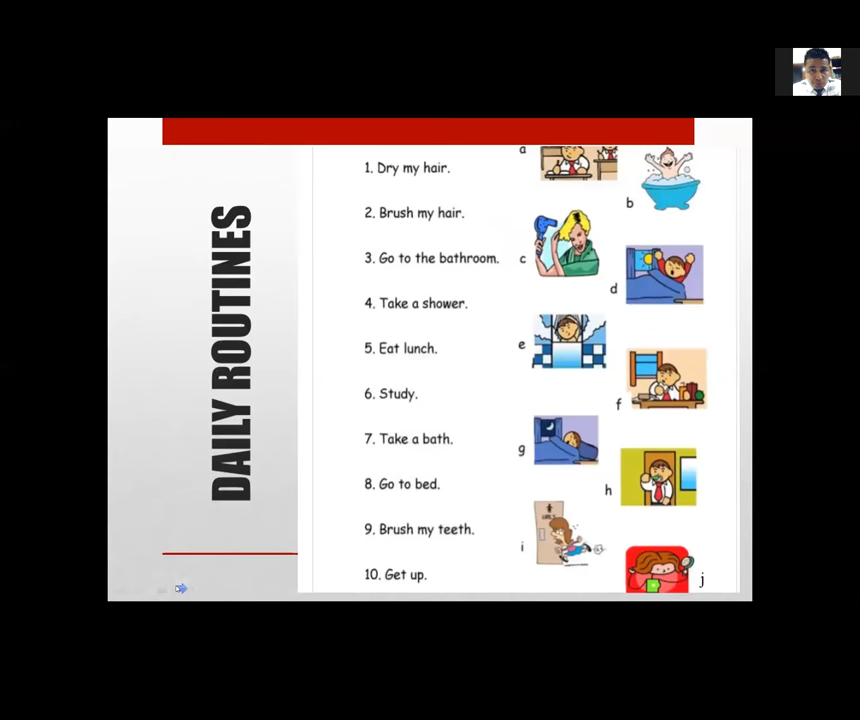 DAILY ROUTINES
1. Dry my hair.
2. Brush my hair.
3. Go to the bathroom.
4. Take a shower.
5. Eat lunch.
6. Study.
7. Take a bath.
8. Go to bed.
9. Brush my teeth.
10. Get up.
a
b
c
d
e
f
g
h
i
j